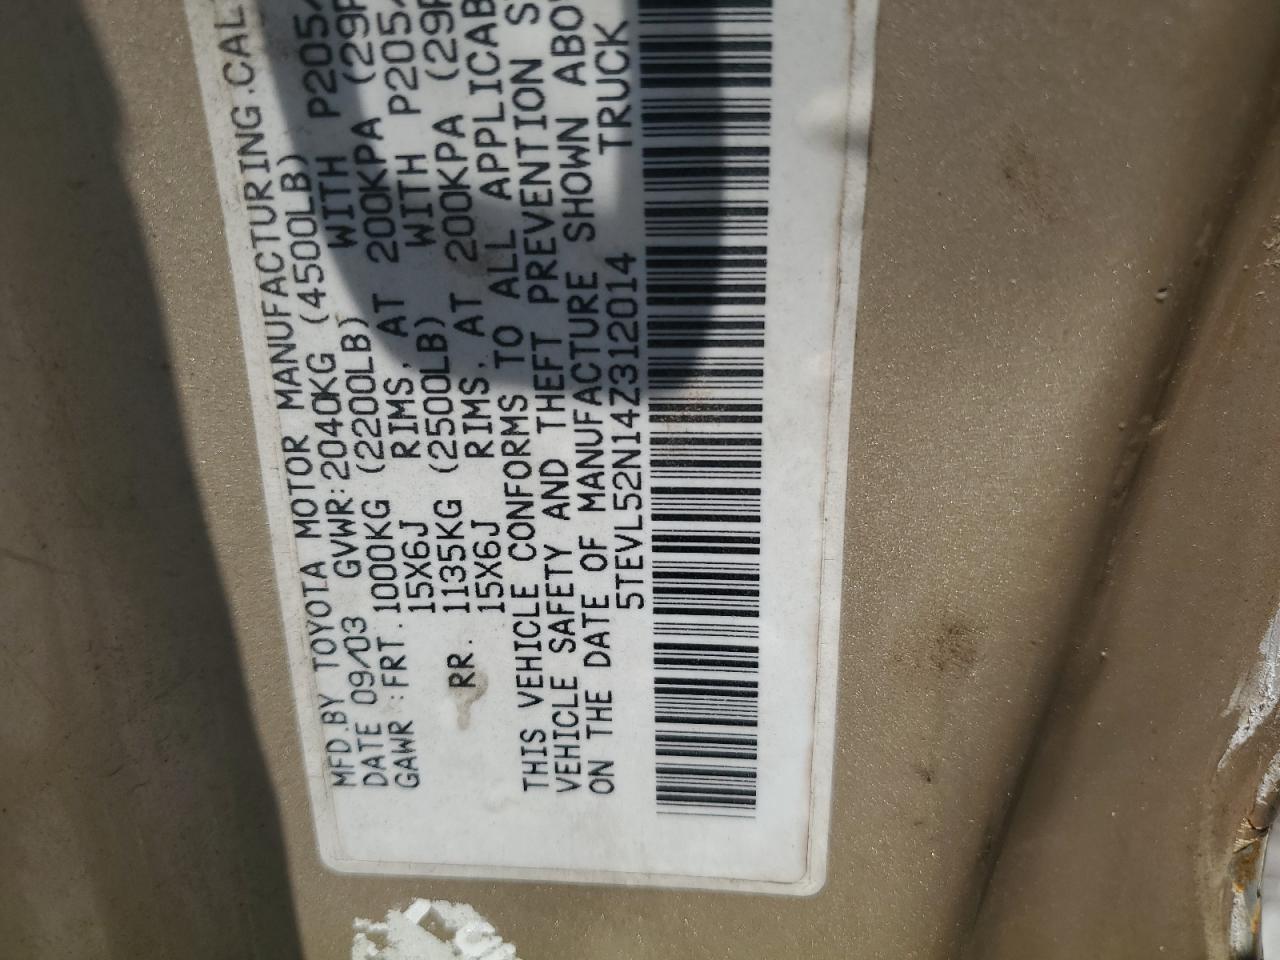 MFD.BY TOYOTA MOTOR MANUFACTURING.CAL
DATE 09/03 GVWR:2040KG (4500LB)
GAWR :FRT. 1000KG (2200LB) WITH P205/
15X6J RIMS, AT 200KPA (29P
RR. 1135KG (2500LB) WITH P205/
15X6J RIMS, AT 200KPA (29P
THIS VEHICLE CONFORMS TO ALL APPLICAB
VEHICLE SAFETY AND THEFT PREVENTION S
ON THE DATE OF MANUFACTURE SHOWN ABO
5TEVL52N14Z312014 TRUCK